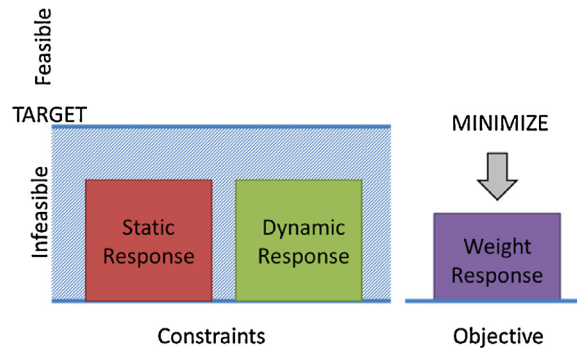 Feasible
TARGET
Infeasible
Static
Response
Dynamic
Response
Constraints
MINIMIZE
Weight
Response
Objective